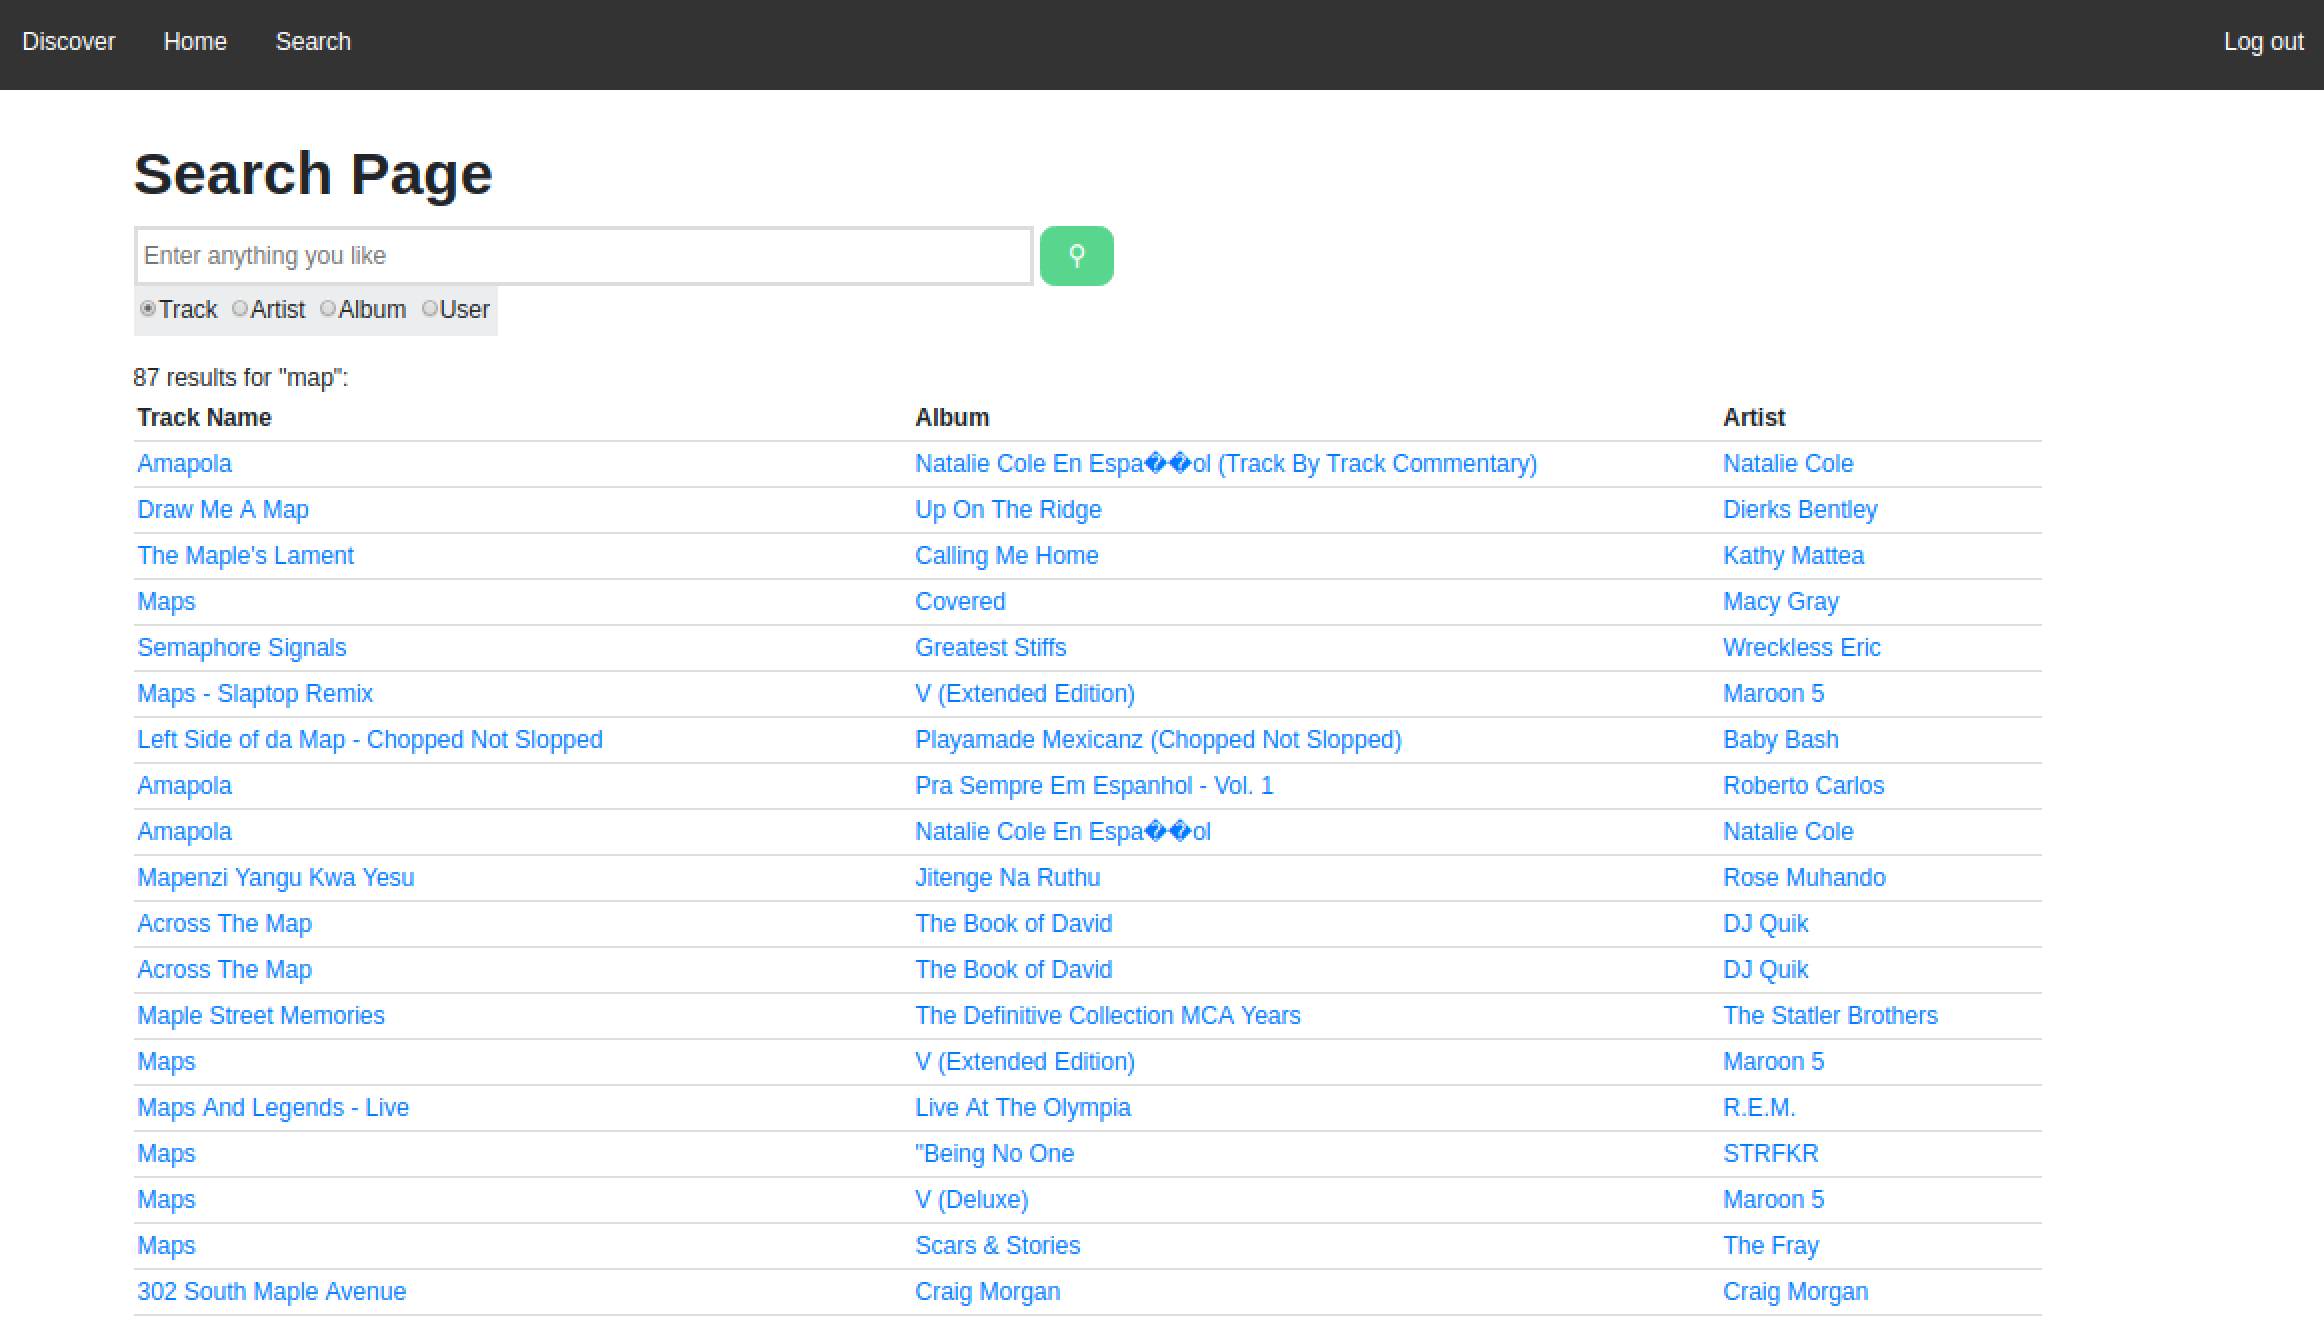 Discover Home Search Log out
Search Page
Enter anything you like
Track Artist Album User
87 results for "map":
Track Name Album Artist
Amapola Natalie Cole En Espa��ol (Track By Track Commentary) Natalie Cole
Draw Me A Map Up On The Ridge Dierks Bentley
The Maple's Lament Calling Me Home Kathy Mattea
Maps Covered Macy Gray
Semaphore Signals Greatest Stiffs Wreckless Eric
Maps - Slaptop Remix V (Extended Edition) Maroon 5
Left Side of da Map - Chopped Not Slopped Playamade Mexicanz (Chopped Not Slopped) Baby Bash
Amapola Pra Sempre Em Espanhol - Vol. 1 Roberto Carlos
Amapola Natalie Cole En Espa��ol Natalie Cole
Mapenzi Yangu Kwa Yesu Jitenge Na Ruthu Rose Muhando
Across The Map The Book of David DJ Quik
Across The Map The Book of David DJ Quik
Maple Street Memories The Definitive Collection MCA Years The Statler Brothers
Maps V (Extended Edition) Maroon 5
Maps And Legends - Live Live At The Olympia R.E.M.
Maps "Being No One STRFKR
Maps V (Deluxe) Maroon 5
Maps Scars & Stories The Fray
302 South Maple Avenue Craig Morgan Craig Morgan